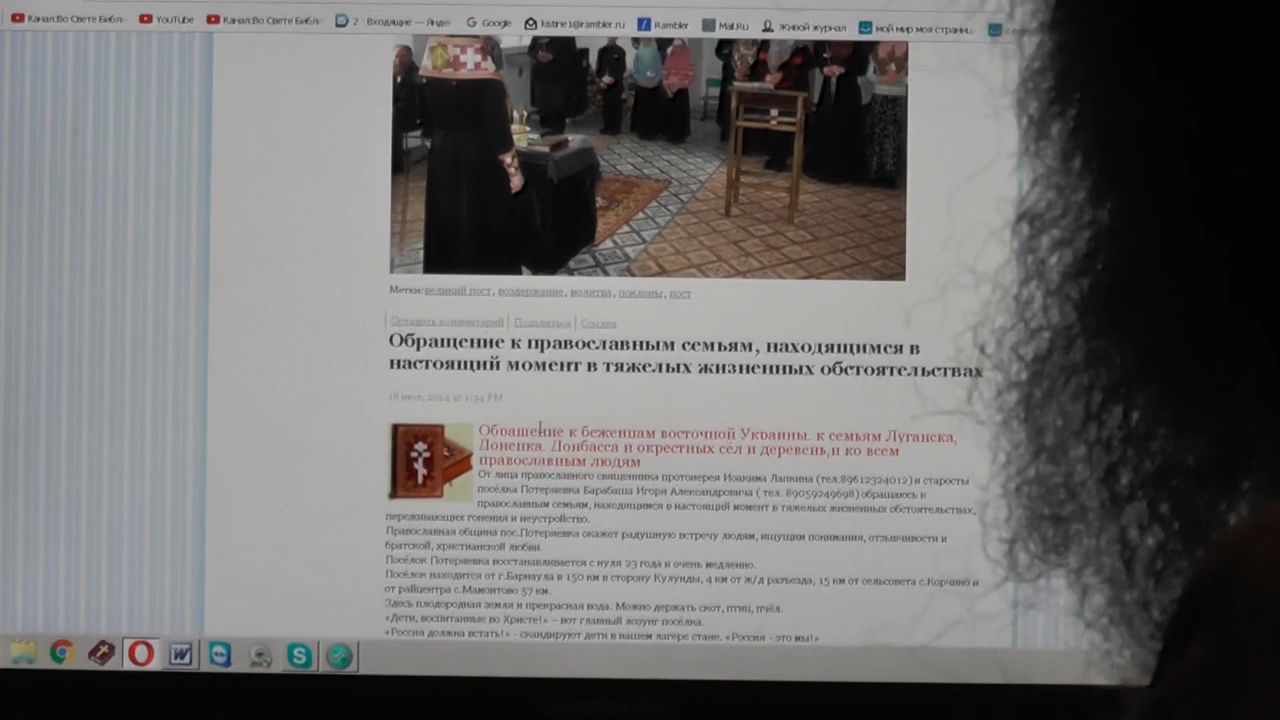 Канал:Во Свете Библ YouTube Канал:Во Свете Библ 2 Входящие — Янде Google kistine1@rambler.ru Rambler Mail.Ru Живой журнал мой мир моя страниц
Метки: великий пост, воздержание, молитва, поклоны, пост
Оставить комментарий Поделиться Ссылка
Обращение к православным семьям, находящимся в
настоящий момент в тяжелых жизненных обстоятельствах
18 июл, 2014 at 1:34 PM
Обращение к беженцам восточной Украины, к семьям Луганска,
Донецка, Донбасса и окрестных сёл и деревень,и ко всем
православным людям
От лица православного священника протоиерея Иоакима Лапкина (тел.89612324012) и старосты
посёлка Потеряевка Барабаша Игоря Александровича ( тел. 89059249698) обращаюсь к
православным семьям, находящимся в настоящий момент в тяжелых жизненных обстоятельствах,
переживающих гонения и неустройство.
Православная община пос.Потеряевка окажет радушную встречу людям, ищущим понимания, отзывчивости и
братской, христианской любви.
Посёлок Потеряевка восстанавливается с нуля 23 года и очень медленно.
Посёлок находится от г.Барнаула в 150 км в сторону Кулунды, 4 км от ж/д разъезда, 15 км от сельсовета с.Корчино и
от райцентра с.Мамонтово 57 км.
Здесь плодородная земля и прекрасная вода. Можно держать скот, птиц, пчёл.
«Дети, воспитанные во Христе!» – вот главный лозунг посёлка.
«Россия должна встать!» - скандируют дети в нашем лагере стане. «Россия - это мы!»